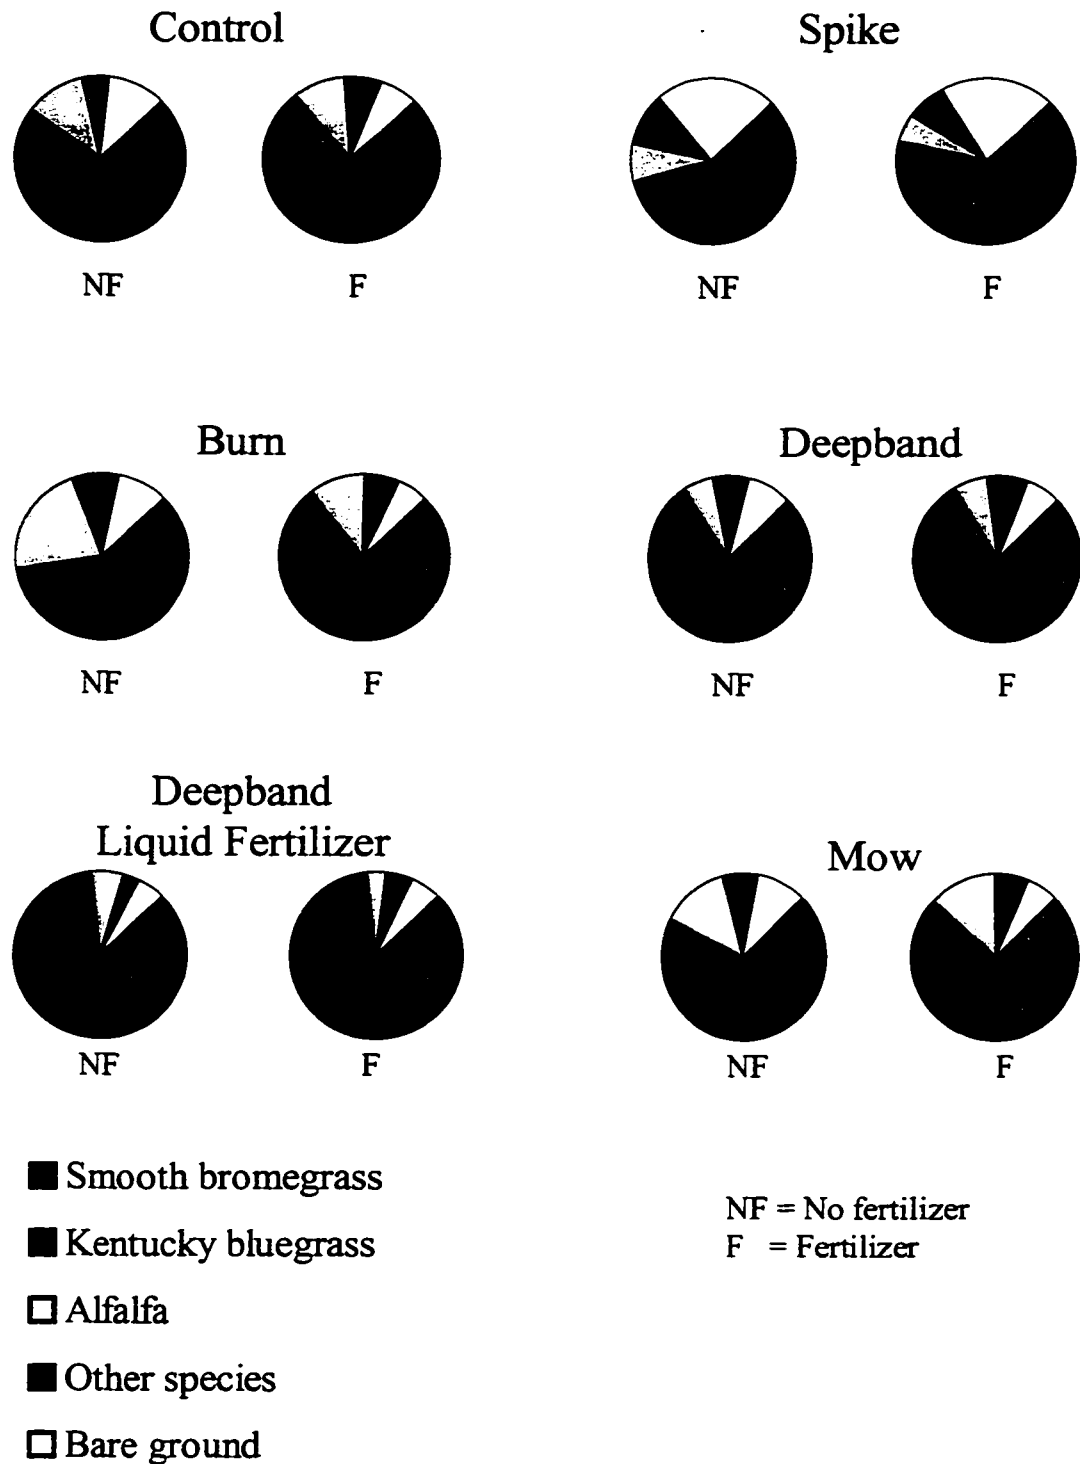 Control
NF
F
Spike
NF
F
Burn
NF
F
Deepband
NF
F
Deepband
Liquid Fertilizer
NF
F
Mow
NF
F
Smooth bromegrass
Kentucky bluegrass
Alfalfa
Other species
Bare ground
NF = No fertilizer
F = Fertilizer